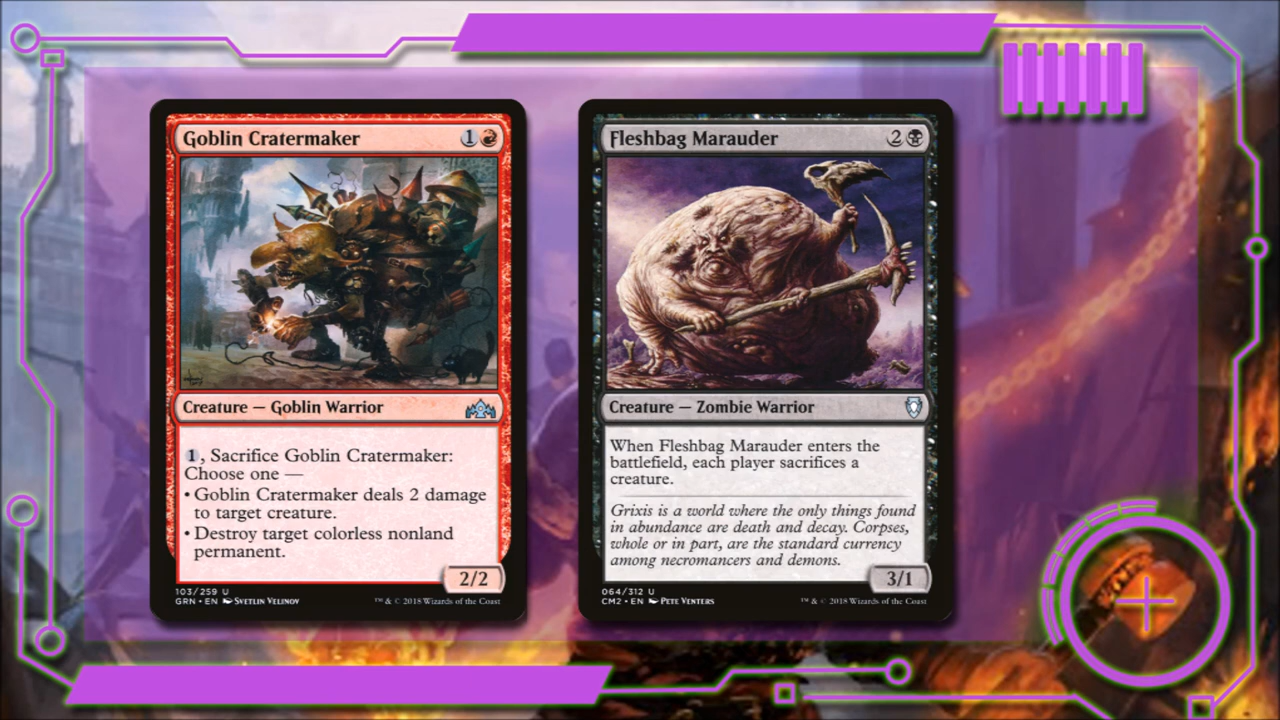 Goblin Cratermaker 1
Creature — Goblin Warrior
1, Sacrifice Goblin Cratermaker:
Choose one —
• Goblin Cratermaker deals 2 damage
to target creature.
• Destroy target colorless nonland
permanent.
2/2
103/259 U
GRN • EN Svetlin Velinov
™ & © 2018 Wizards of the Coast
Fleshbag Marauder 2
Creature — Zombie Warrior
When Fleshbag Marauder enters the
battlefield, each player sacrifices a
creature.
Grixis is a world where the only things found
in abundance are death and decay. Corpses,
whole or in part, are the standard currency
among necromancers and demons.
3/1
064/312 U
CM2 • EN Pete Venters
™ & © 2018 Wizards of the Coast